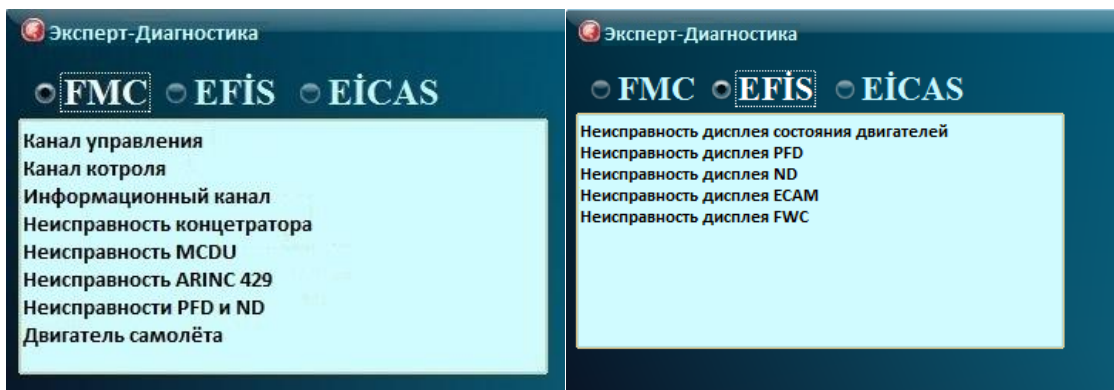 Эксперт-Диагностика
FMC EFİS EİCAS
Канал управления
Канал котроля
Информационный канал
Неисправность концетратора
Неисправность MCDU
Неисправность ARINC 429
Неисправности PFD и ND
Двигатель самолёта
Эксперт-Диагностика
FMC EFİS EİCAS
Неисправность дисплея состояния двигателей
Неисправность дисплея PFD
Неисправность дисплея ND
Неисправность дисплея ECAM
Неисправность дисплея FWC